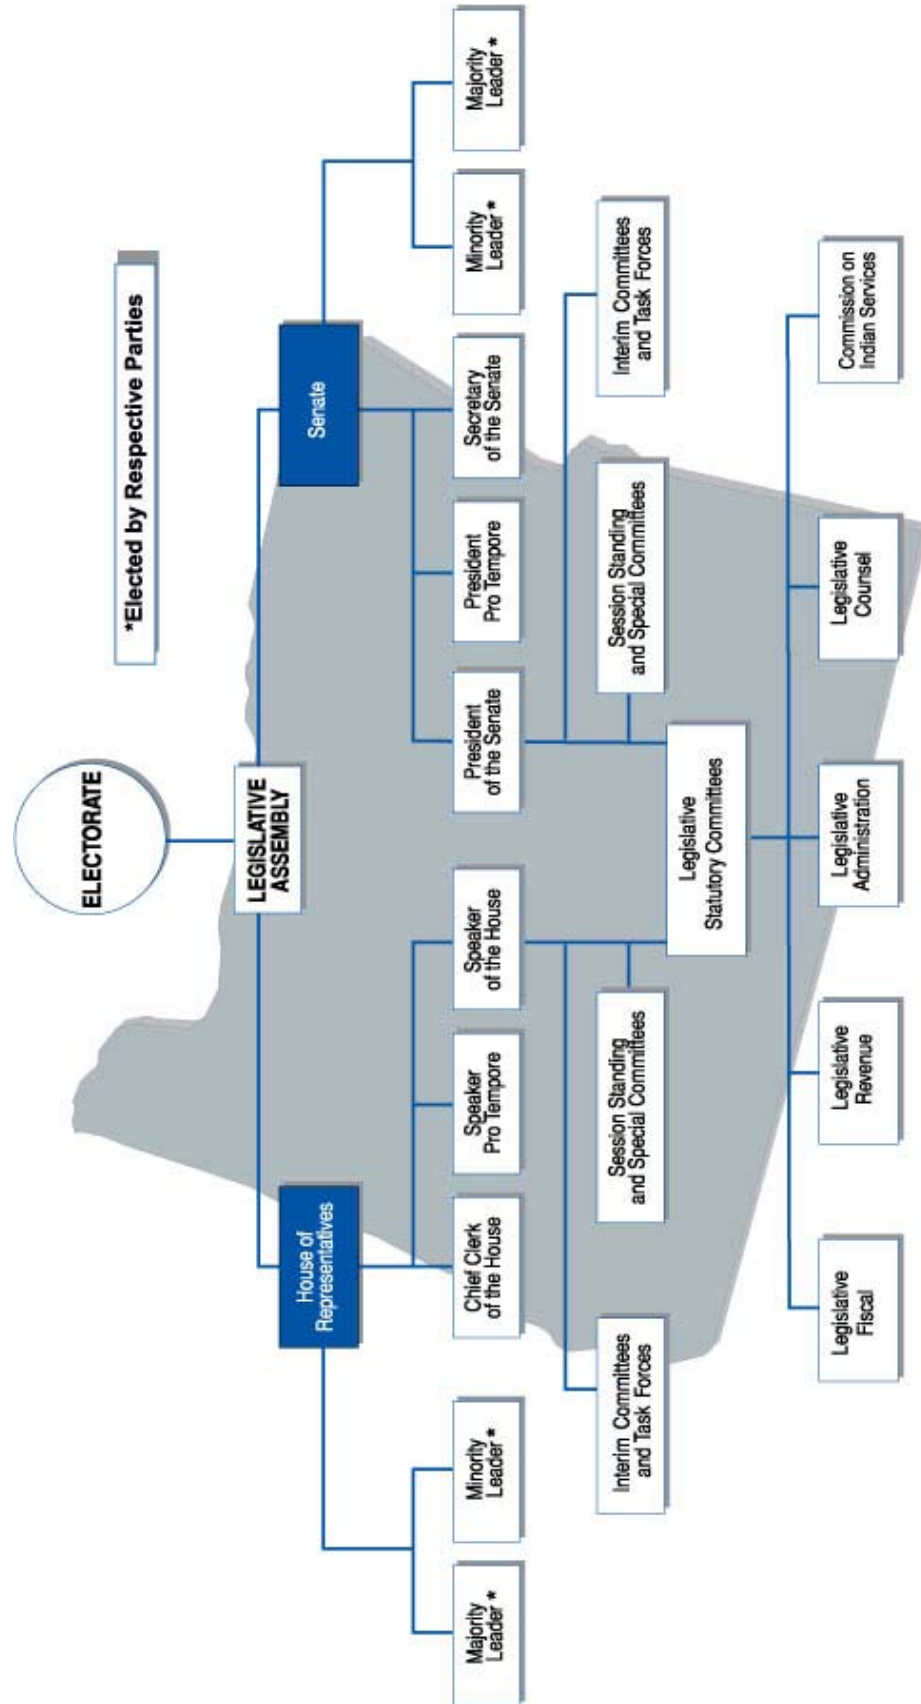 ELECTORATE
*Elected by Respective Parties
LEGISLATIVE
ASSEMBLY
House of
Representatives
Senate
Majority
Leader *
Minority
Leader *
Chief Clerk
of the House
Speaker
Pro Tempore
Speaker
of the House
President
of the Senate
President
Pro Tempore
Secretary
of the Senate
Minority
Leader *
Majority
Leader *
Interim Committees
and Task Forces
Session Standing
and Special Committees
Session Standing
and Special Committees
Interim Committees
and Task Forces
Legislative
Statutory Committees
Legislative
Fiscal
Legislative
Revenue
Legislative
Administration
Legislative
Counsel
Commission on
Indian Services